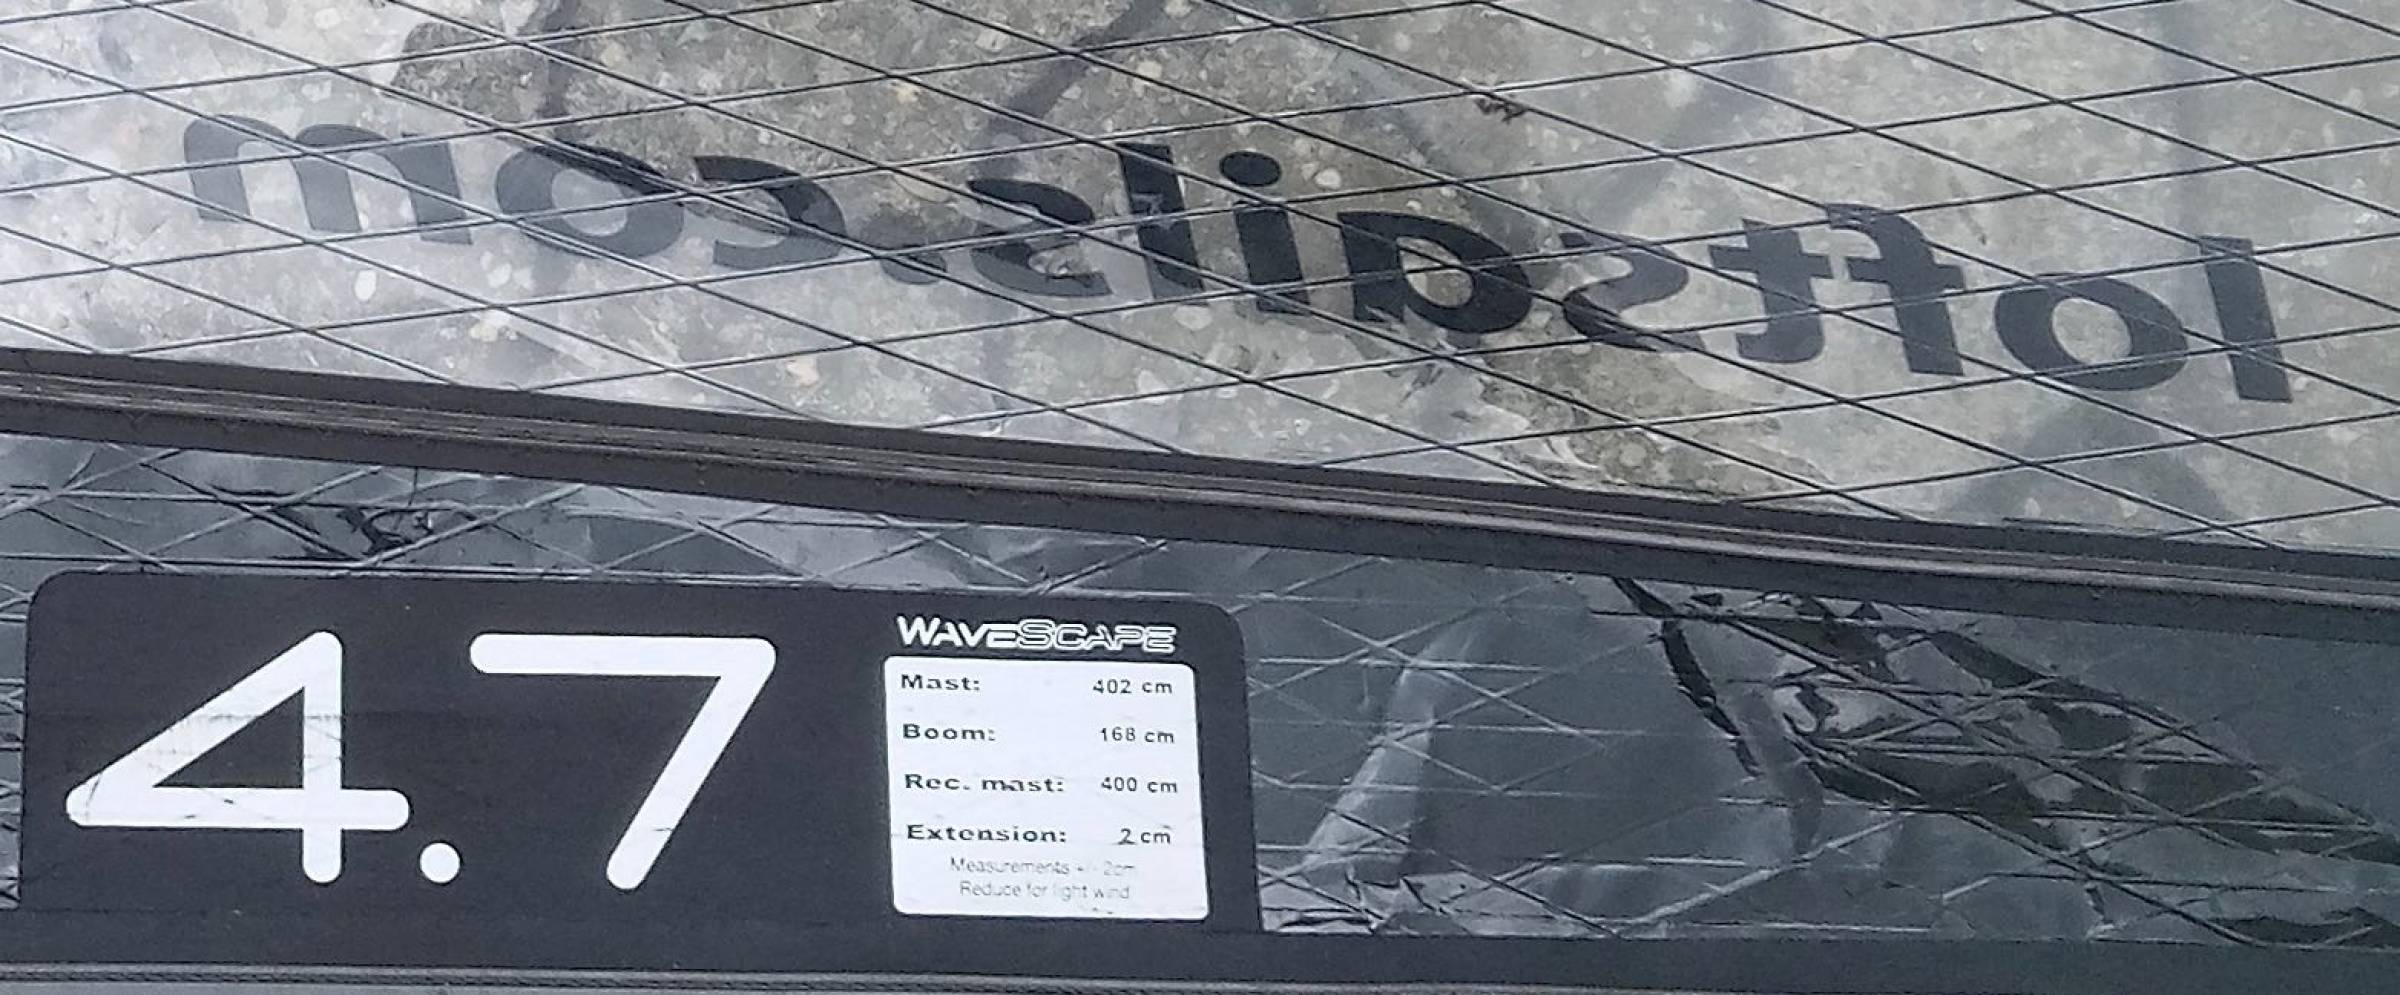 loftsails.com
4.7
WAVESCAPE
Mast: 402 cm
Boom: 168 cm
Rec. mast: 400 cm
Extension: 2 cm
Measurements +/- 2cm
Reduce for light wind